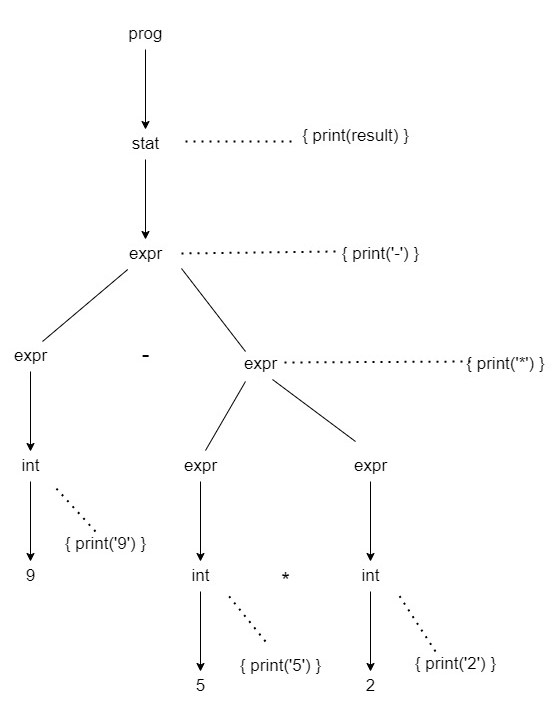 prog
stat
{ print(result) }
expr
{ print('-') }
expr
-
expr
{ print('*') }
int
expr
expr
{ print('9') }
9
int
*
int
{ print('5') }
{ print('2') }
5
2